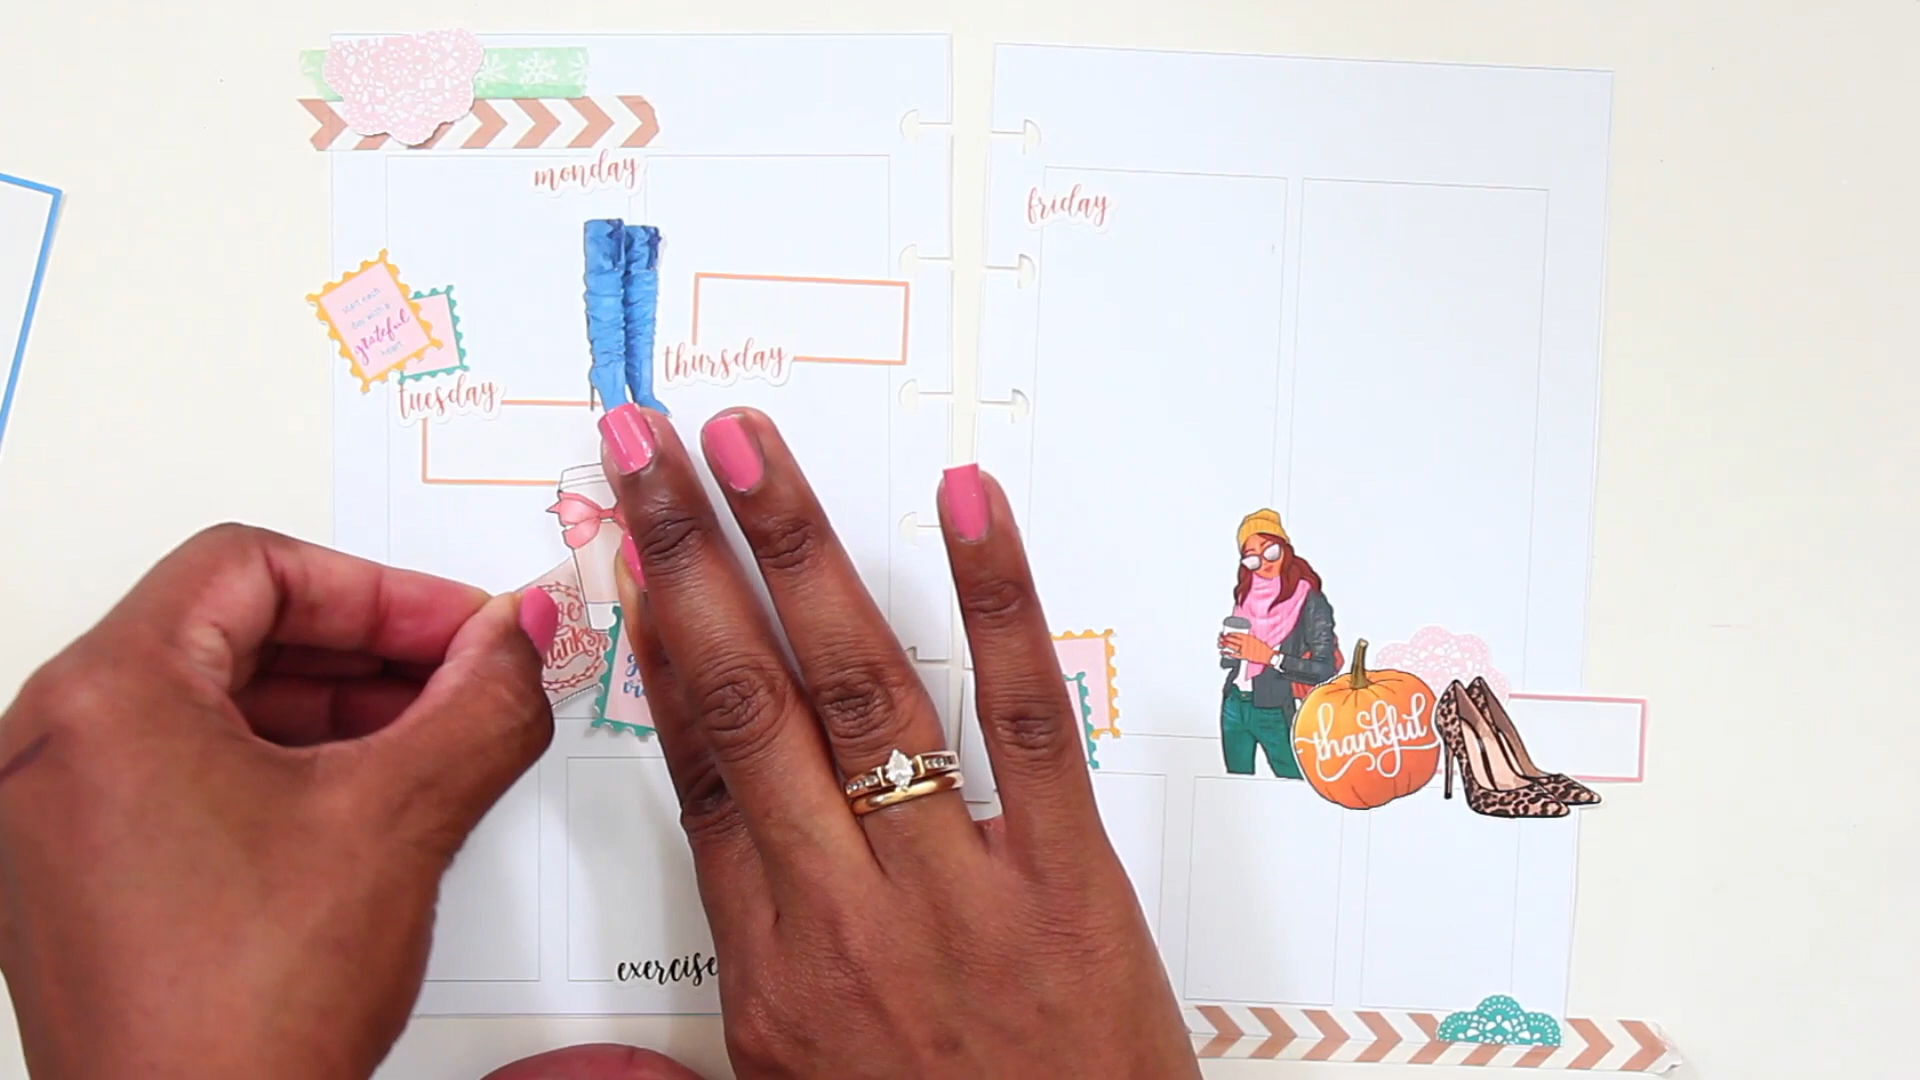 monday
friday
start each
day with a
grateful
heart
thursday
tuesday
thankful
exercise